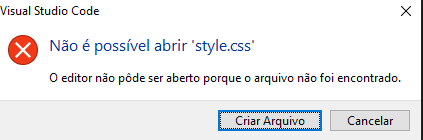 Visual Studio Code
Não é possível abrir 'style.css'
O editor não pôde ser aberto porque o arquivo não foi encontrado.
Criar Arquivo
Cancelar